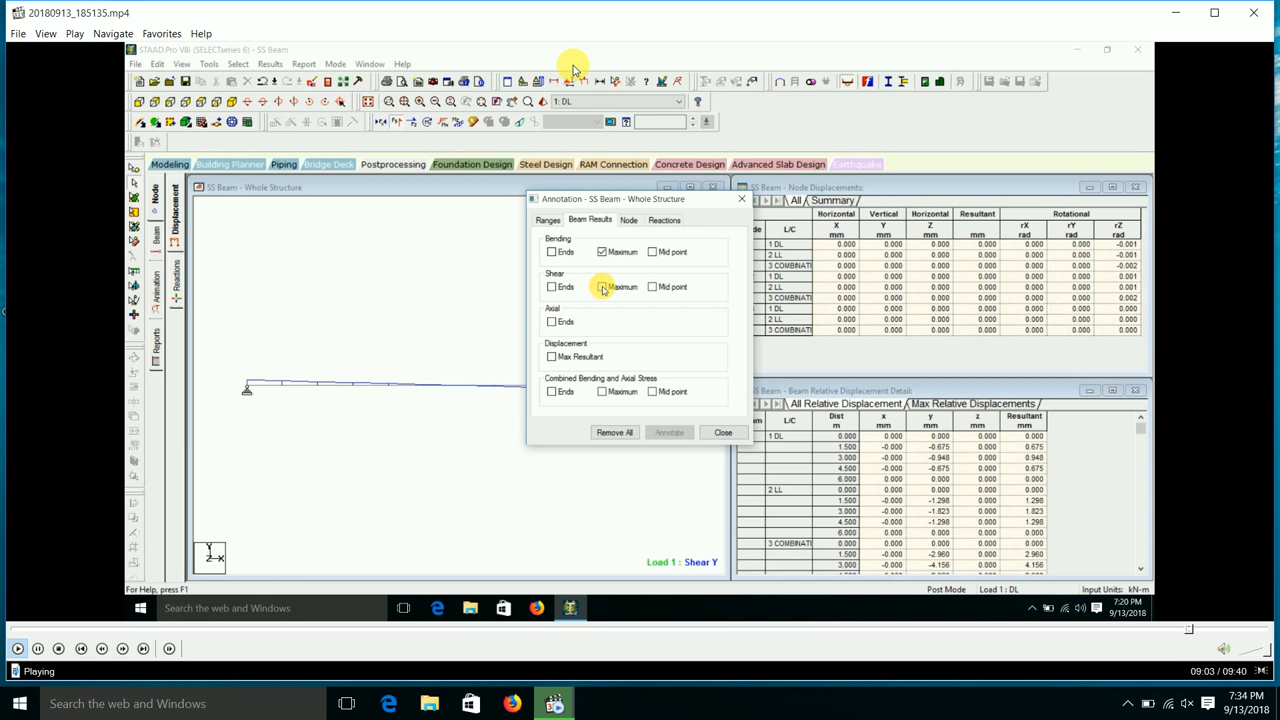 20180913_185135.mp4
File View Play Navigate Favorites Help
STAAD.Pro V8i (SELECTseries 6) - SS Beam
File Edit View Tools Select Results Report Mode Window Help
1: DL
Modeling Building Planner Piping Bridge Deck Postprocessing Foundation Design Steel Design RAM Connection Concrete Design Advanced Slab Design Earthquake
Node
Beam
Animation
Reports
Displacement
Reactions
SS Beam - Whole Structure
Load 1 : Shear Y
Y
Z X
Annotation - SS Beam - Whole Structure
Ranges Beam Results Node Reactions
Bending
Ends Maximum Mid point
Shear
Ends Maximum Mid point
Axial
Ends
Displacement
Max Resultant
Combined Bending and Axial Stress
Ends Maximum Mid point
Remove All Annotate Close
SS Beam - Node Displacements:
All Summary
Horizontal Vertical Horizontal Resultant Rotational
de L/C X mm Y mm Z mm mm rX rad rY rad rZ rad
1 DL 0.000 0.000 0.000 0.000 0.000 0.000 -0.001
2 LL 0.000 0.000 0.000 0.000 0.000 0.000 -0.001
3 COMBINATI 0.000 0.000 0.000 0.000 0.000 0.000 -0.002
1 DL 0.000 0.000 0.000 0.000 0.000 0.000 0.001
2 LL 0.000 0.000 0.000 0.000 0.000 0.000 0.001
3 COMBINATI 0.000 0.000 0.000 0.000 0.000 0.000 0.002
1 DL 0.000 0.000 0.000 0.000 0.000 0.000 0.000
2 LL 0.000 0.000 0.000 0.000 0.000 0.000 0.000
3 COMBINATI 0.000 0.000 0.000 0.000 0.000 0.000 0.000
SS Beam - Beam Relative Displacement Detail:
All Relative Displacement Max Relative Displacements
am L/C Dist m x mm y mm z mm Resultant mm
1 DL 0.000 0.000 0.000 0.000 0.000
1.500 -0.000 -0.675 0.000 0.675
3.000 -0.000 -0.948 0.000 0.948
4.500 -0.000 -0.675 0.000 0.675
6.000 0.000 0.000 0.000 0.000
2 LL 0.000 0.000 0.000 0.000 0.000
1.500 -0.000 -1.298 0.000 1.298
3.000 -0.000 -1.823 0.000 1.823
4.500 -0.000 -1.298 0.000 1.298
6.000 0.000 0.000 0.000 0.000
3 COMBINATI 0.000 0.000 0.000 0.000 0.000
1.500 -0.000 -2.960 0.000 2.960
3.000 -0.000 -4.156 0.000 4.156
For Help, press F1
Post Mode Load 1 : DL Input Units: kN-m
Search the web and Windows
7:20 PM
9/13/2018
Playing
09:03 / 09:40
Search the web and Windows
7:34 PM
9/13/2018